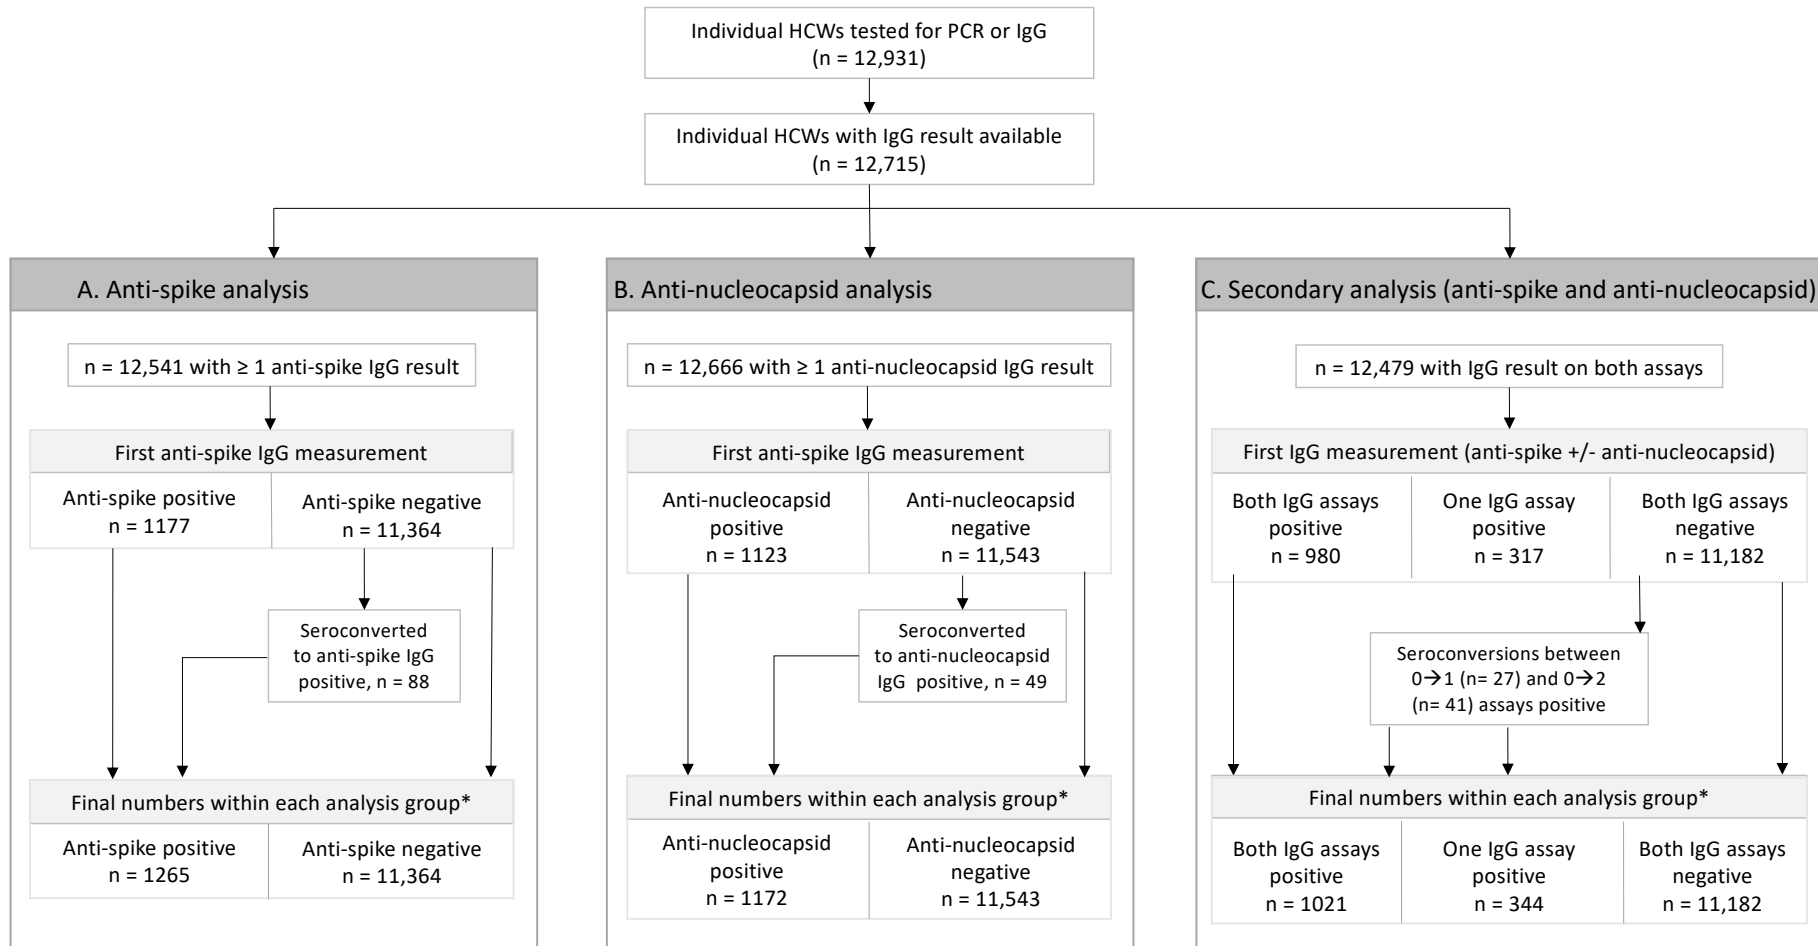 Individual HCWs tested for PCR or IgG
(n = 12,931)
Individual HCWs with IgG result available
(n = 12,715)
A. Anti-spike analysis
n = 12,541 with ≥ 1 anti-spike IgG result
First anti-spike IgG measurement
Anti-spike positive
n = 1177
Anti-spike negative
n = 11,364
Seroconverted
to anti-spike IgG
positive, n = 88
Final numbers within each analysis group*
Anti-spike positive
n = 1265
Anti-spike negative
n = 11,364
B. Anti-nucleocapsid analysis
n = 12,666 with ≥ 1 anti-nucleocapsid IgG result
First anti-spike IgG measurement
Anti-nucleocapsid
positive
n = 1123
Anti-nucleocapsid
negative
n = 11,543
Seroconverted
to anti-nucleocapsid
IgG positive, n = 49
Final numbers within each analysis group*
Anti-nucleocapsid
positive
n = 1172
Anti-nucleocapsid
negative
n = 11,543
C. Secondary analysis (anti-spike and anti-nucleocapsid)
n = 12,479 with IgG result on both assays
First IgG measurement (anti-spike +/- anti-nucleocapsid)
Both IgG assays
positive
n = 980
One IgG assay
positive
n = 317
Both IgG assays
negative
n = 11,182
Seroconversions between
0→1 (n= 27) and 0→2
(n= 41) assays positive
Final numbers within each analysis group*
Both IgG assays
positive
n = 1021
One IgG assay
positive
n = 344
Both IgG assays
negative
n = 11,182